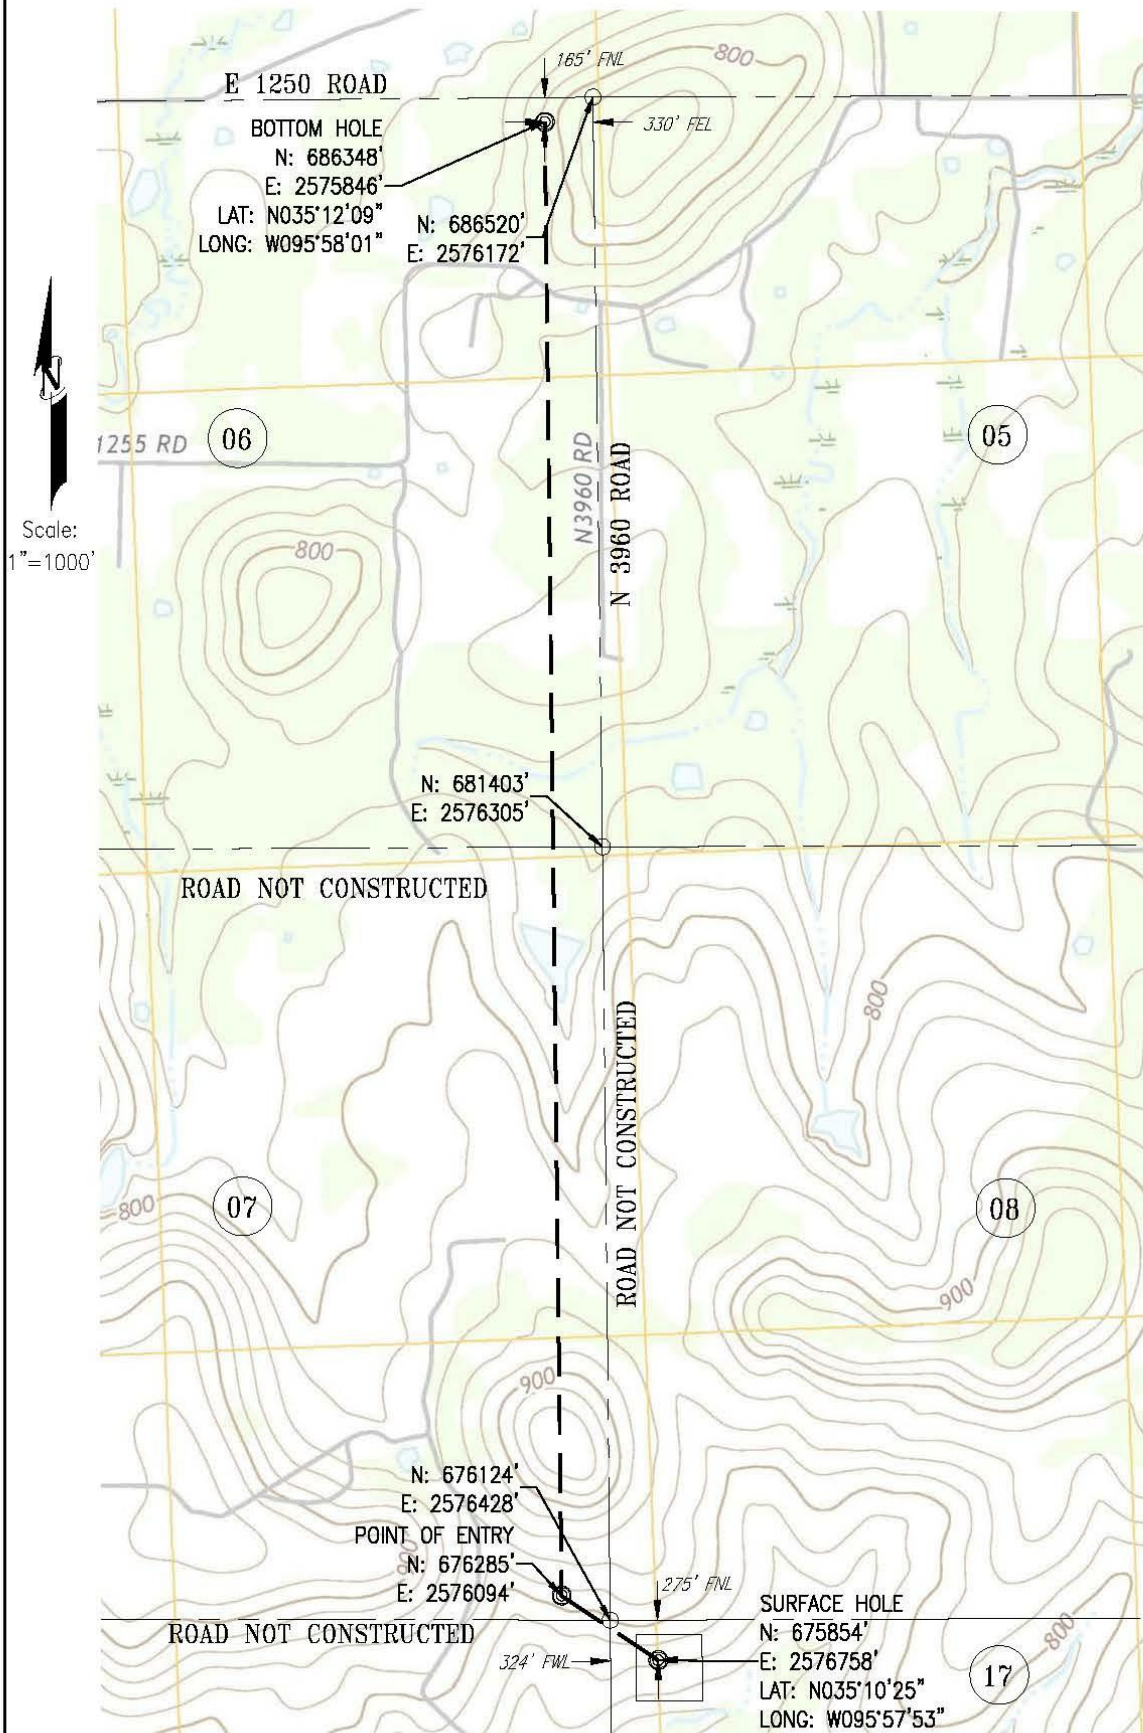 165' FNL
800
E 1250 ROAD
BOTTOM HOLE
N: 686348'
E: 2575846'
LAT: N035°12'09"
LONG: W095°58'01"
330' FEL
N: 686520'
E: 2576172'
N
Scale:
1"=1000'
06
05
1255 RD
N3960 RD
N 3960 ROAD
800
N: 681403'
E: 2576305'
ROAD NOT CONSTRUCTED
800
ROAD NOT CONSTRUCTED
07
08
800
900
900
N: 676124'
E: 2576428'
POINT OF ENTRY
N: 676285'
E: 2576094'
275' FNL
ROAD NOT CONSTRUCTED
324' FWL
SURFACE HOLE
N: 675854'
E: 2576758'
LAT: N035°10'25"
LONG: W095°57'53"
800
17